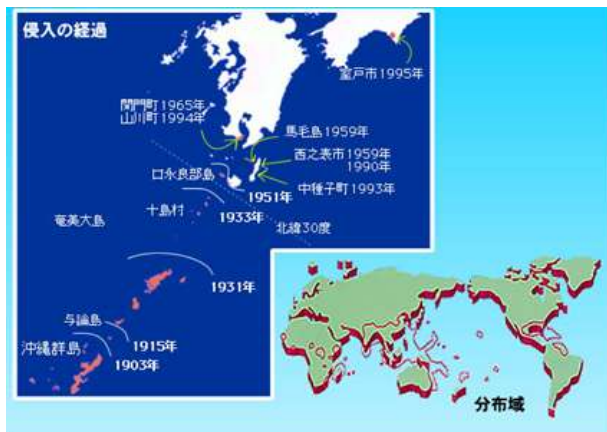 侵入の経過
室戸市1995年
開門町1965年
山川町1994年
馬毛島1959年
西之表市1959年
1990年
口永良部島
中種子町1993年
1951年
十島村
1933年
北緯30度
奄美大島
1931年
与論島
1915年
沖縄群島
1903年
分布域